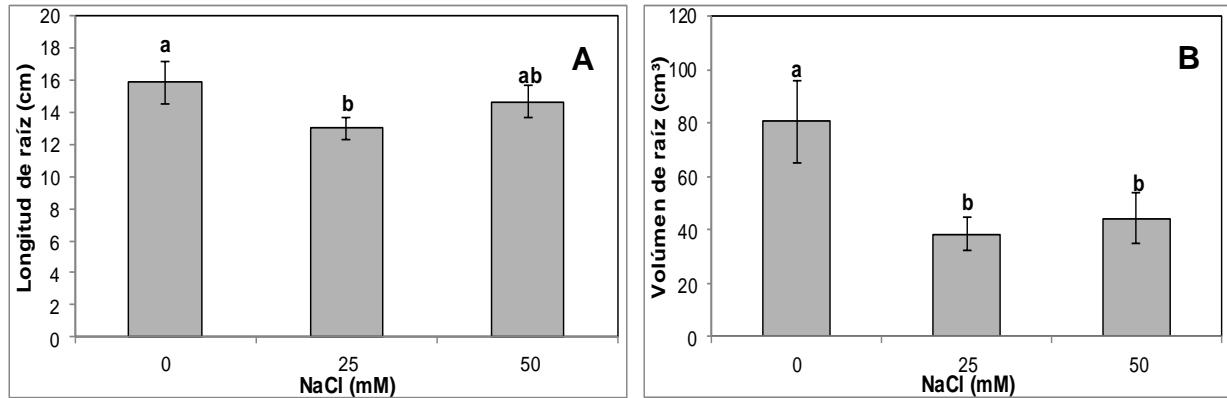 20
18
16
14
12
10
8
6
4
2
0
Longitud de raíz (cm)
a
b
ab
A
0 25 50
NaCl (mM)
120
100
80
60
40
20
0
Volúmen de raíz (cm³)
a
b
b
B
0 25 50
NaCl (mM)